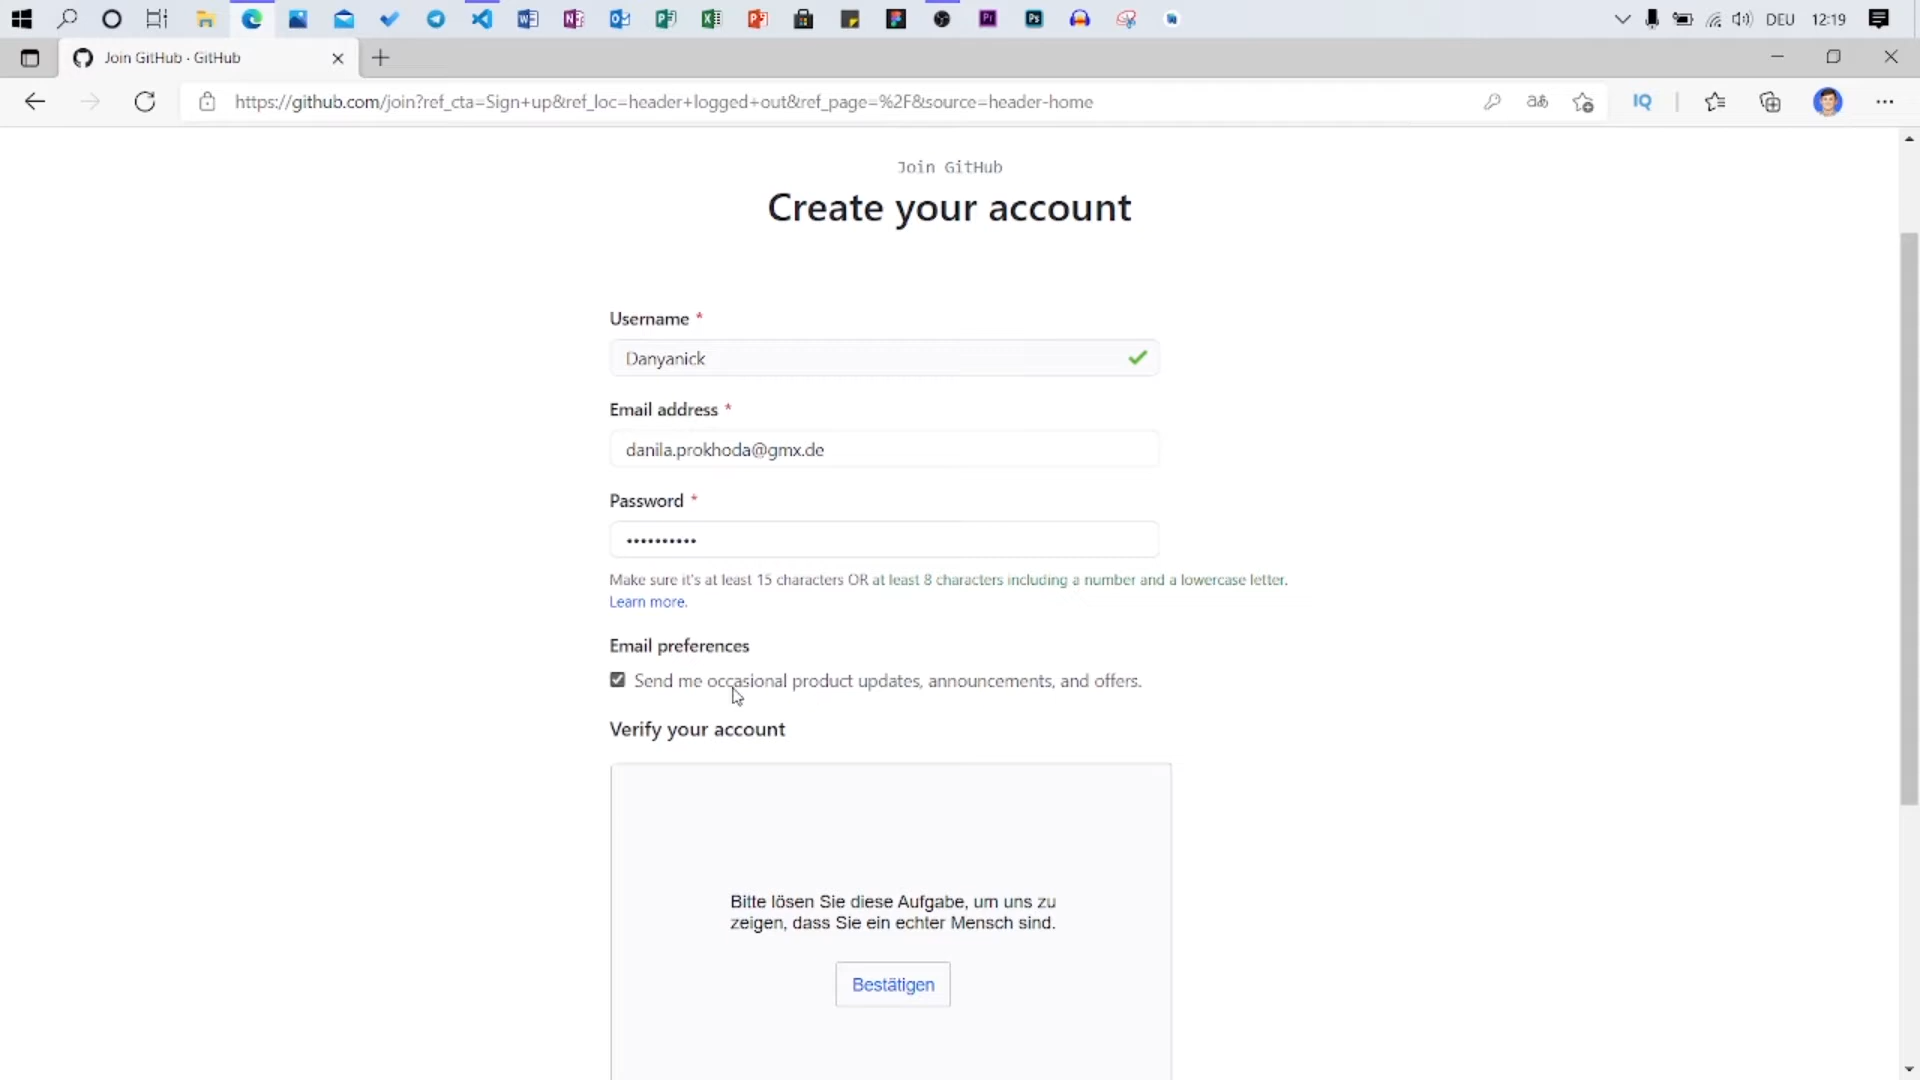 DEU 12:19
Join GitHub · GitHub
https://github.com/join?ref_cta=Sign+up&ref_loc=header+logged+out&ref_page=%2F&source=header-home
Join GitHub
Create your account
Username *
Danyanick
Email address *
danila.prokhoda@gmx.de
Password *
••••••••••
Make sure it's at least 15 characters OR at least 8 characters including a number and a lowercase letter.
Learn more.
Email preferences
Send me occasional product updates, announcements, and offers.
Verify your account
Bitte lösen Sie diese Aufgabe, um uns zu
zeigen, dass Sie ein echter Mensch sind.
Bestätigen